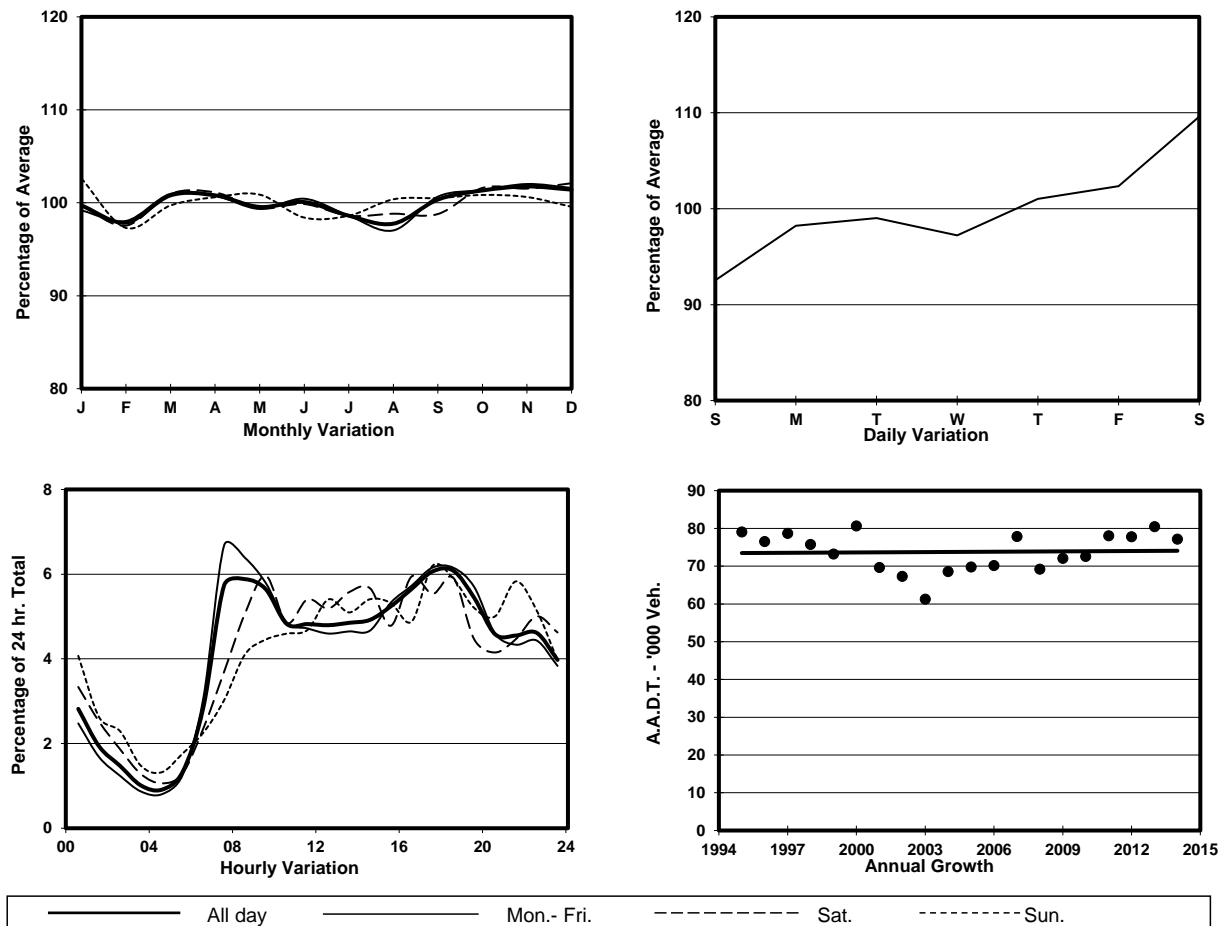 120
110
100
90
80
Percentage of Average
J F M A M J J A S O N D
Monthly Variation
120
110
100
90
80
Percentage of Average
S M T W T F S
Daily Variation
8
6
4
2
0
Percentage of 24 hr. Total
00 04 08 12 16 20 24
Hourly Variation
90
80
70
60
50
40
30
20
10
0
A.A.D.T. - '000 Veh.
1994 1997 2000 2003 2006 2009 2012 2015
Annual Growth
All day Mon.- Fri. Sat. Sun.